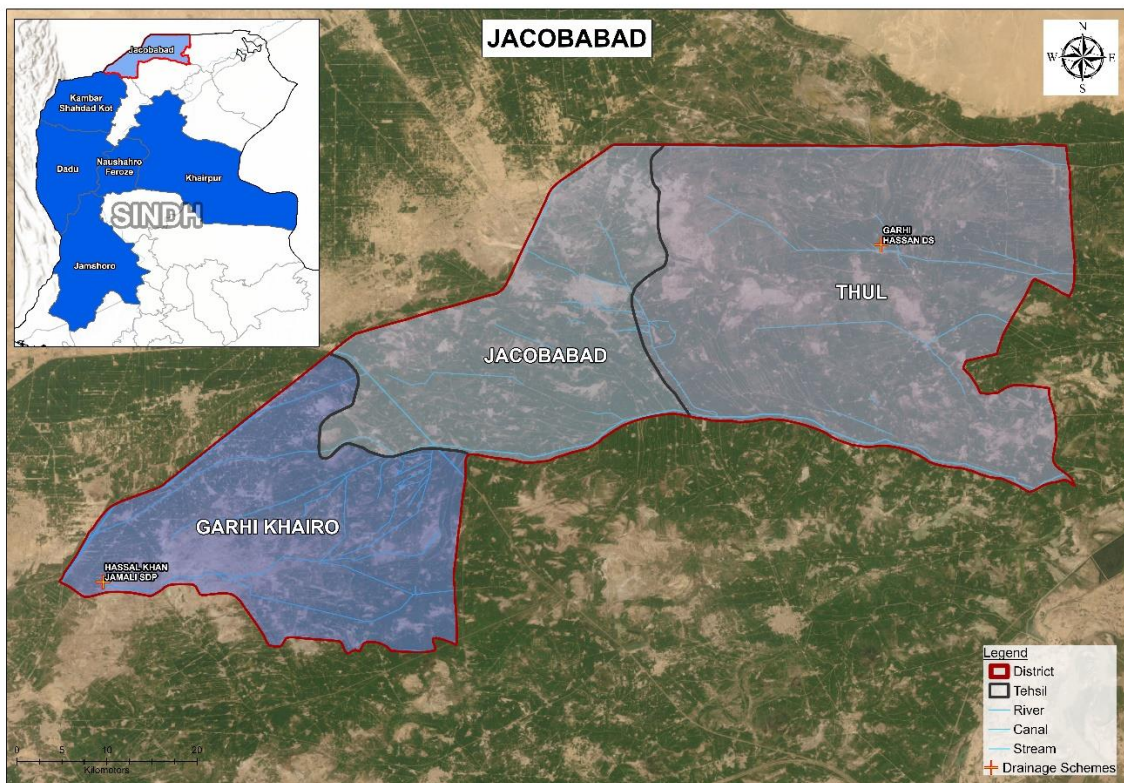 JACOBABAD
N
W
E
S
Jacobabad
Kambar
Shahdad Kot
Dadu
Naushahro
Feroze
Khairpur
SINDH
Jamshoro
GARHI
HASSAN DS
THUL
JACOBABAD
GARHI KHAIRO
HASSAL KHAN
JAMALI SDP
Legend
District
Tehsil
River
Canal
Stream
Drainage Schemes
0 5 10 20
Kilometers